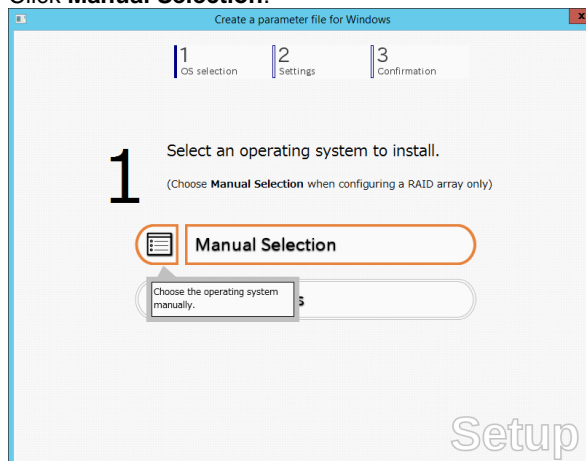 Click Manual Selection.
Create a parameter file for Windows
x
1
OS selection
2
Settings
3
Confirmation
1
Select an operating system to install.
(Choose Manual Selection when configuring a RAID array only)
Manual Selection
Choose the operating system
manually.
Setup